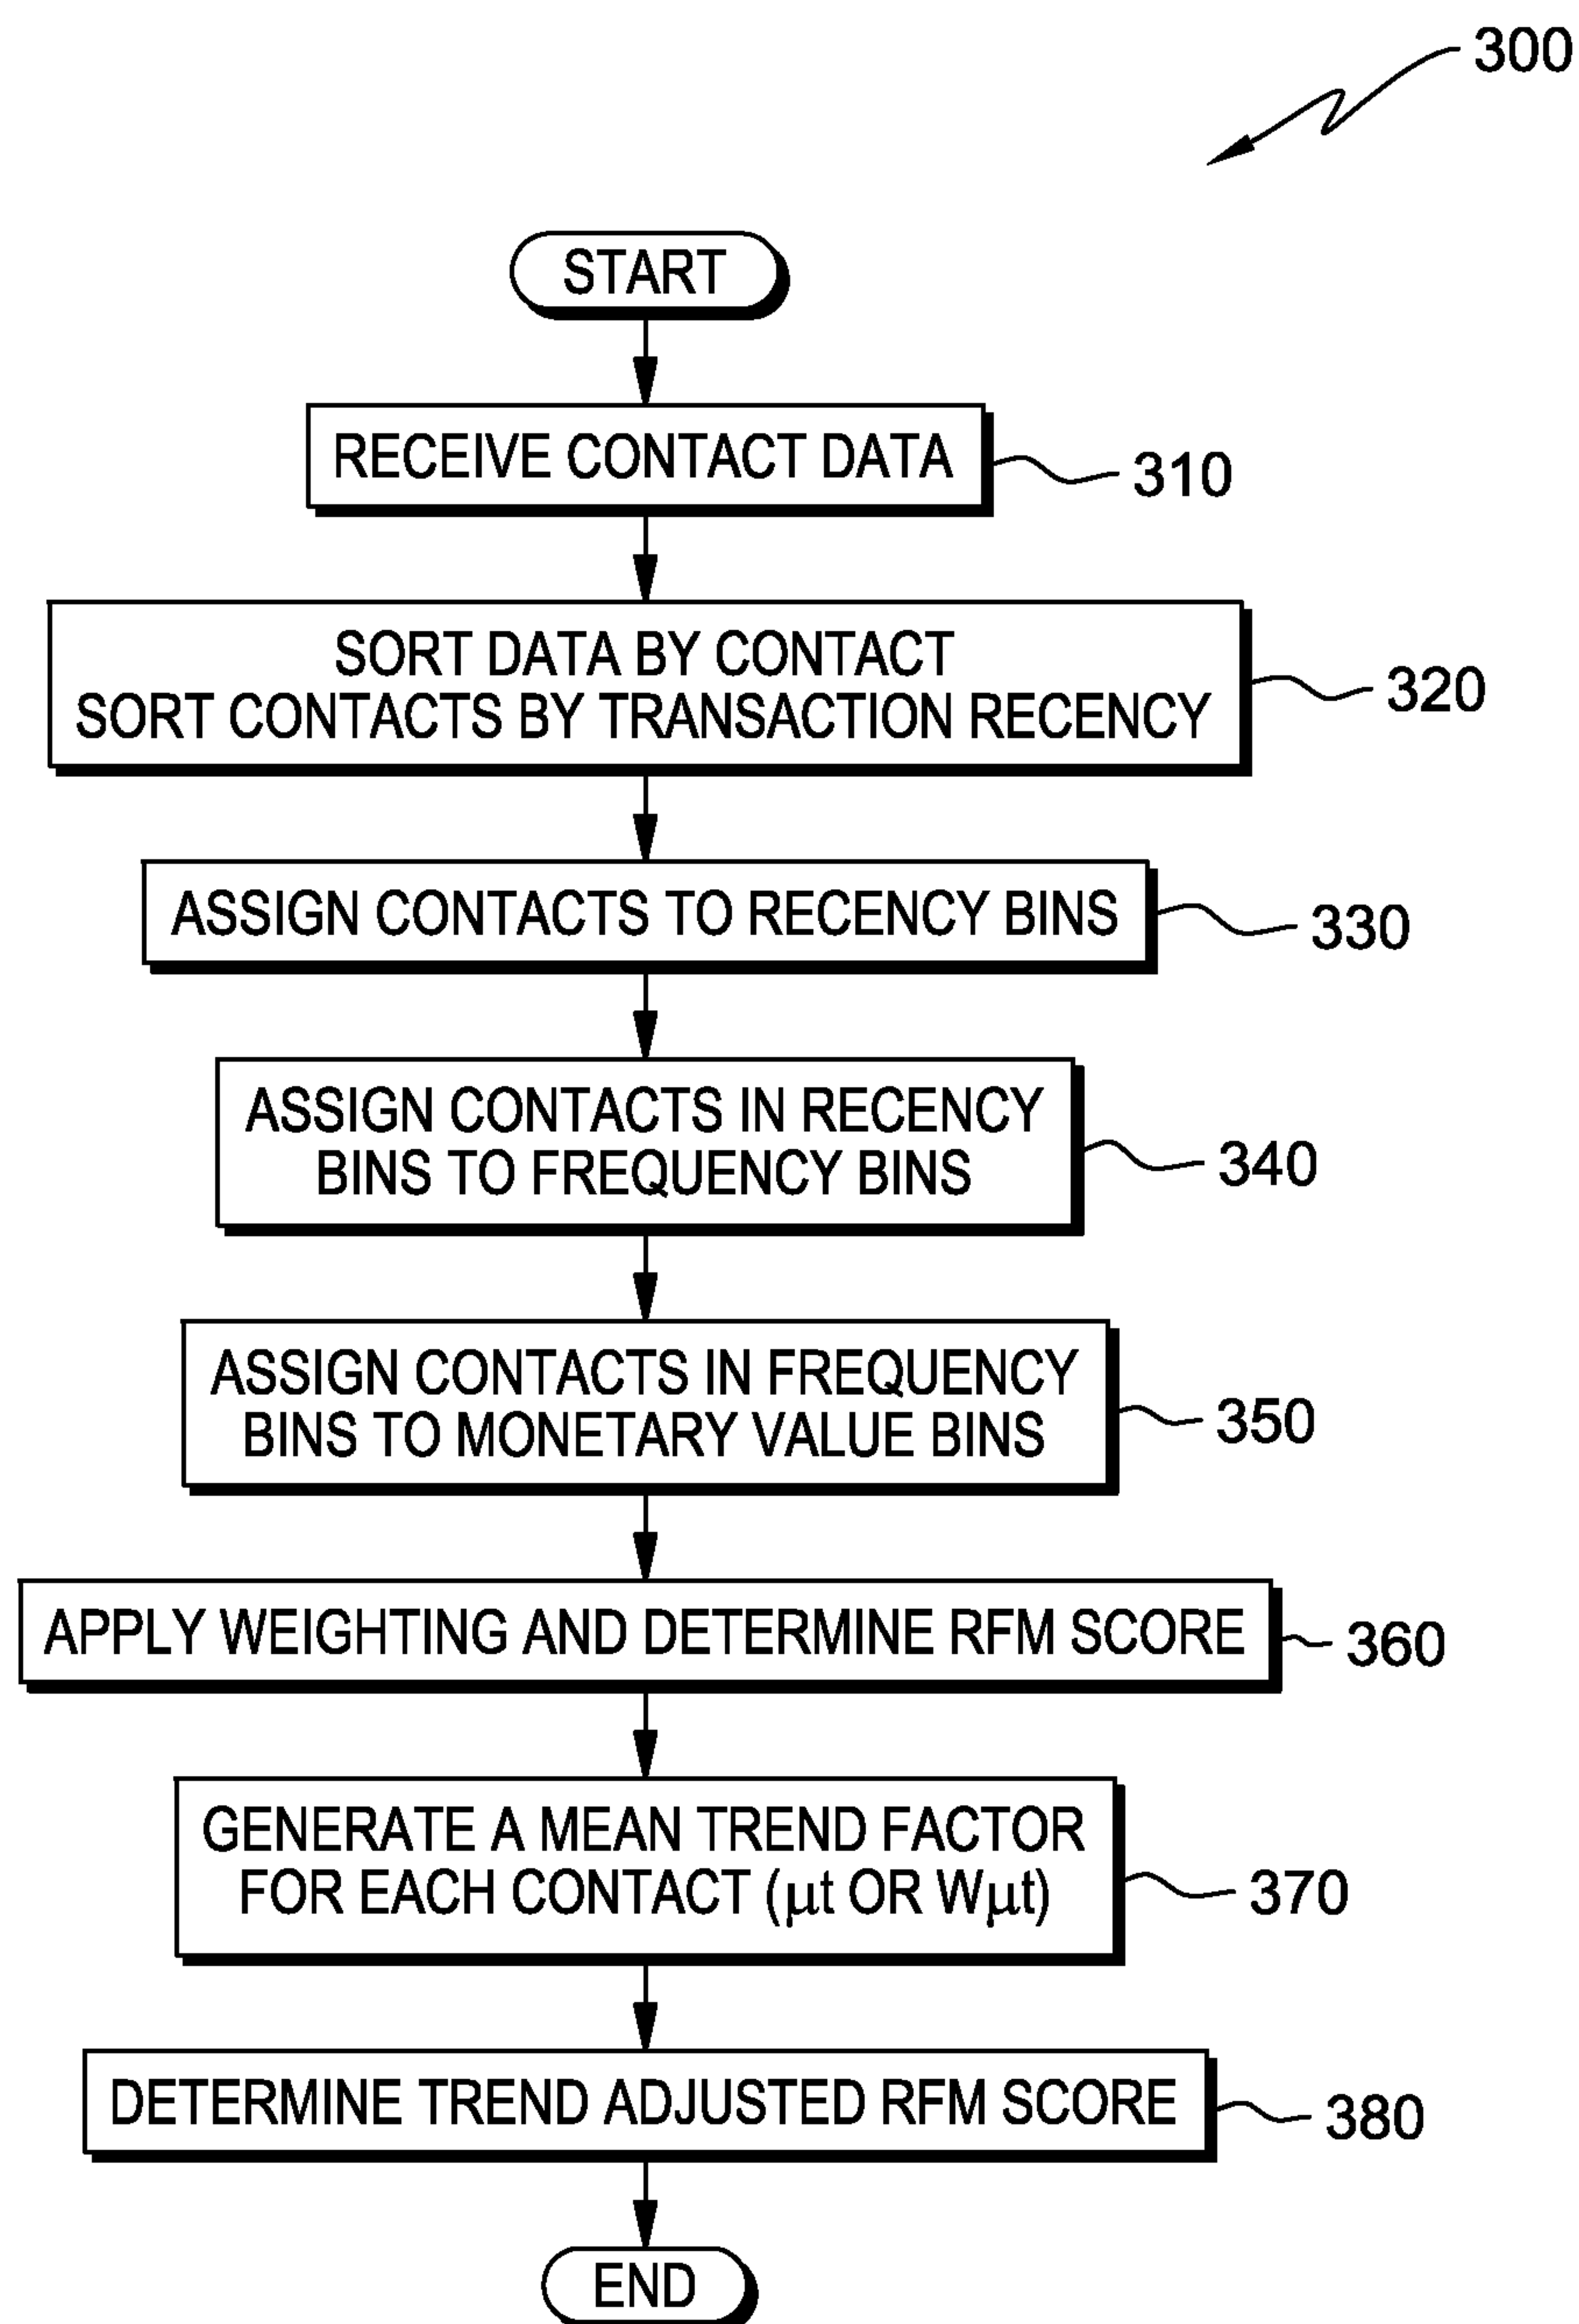 300
START
RECEIVE CONTACT DATA
310
SORT DATA BY CONTACT
SORT CONTACTS BY TRANSACTION RECENCY
320
ASSIGN CONTACTS TO RECENCY BINS
330
ASSIGN CONTACTS IN RECENCY
BINS TO FREQUENCY BINS
340
ASSIGN CONTACTS IN FREQUENCY
BINS TO MONETARY VALUE BINS
350
APPLY WEIGHTING AND DETERMINE RFM SCORE
360
GENERATE A MEAN TREND FACTOR
FOR EACH CONTACT (μt OR Wμt)
370
DETERMINE TREND ADJUSTED RFM SCORE
380
END